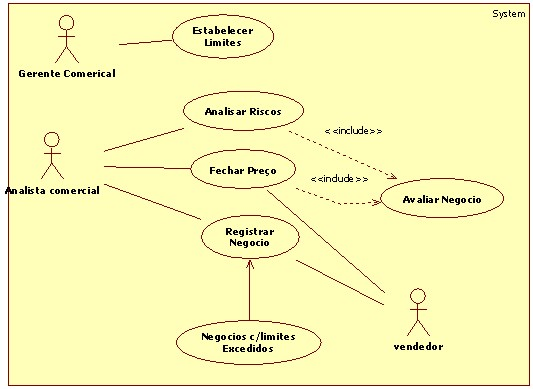 System
Estabelecer
Limites
Gerente Comerical
Analisar Riscos
<<include>>
Analista comercial
Fechar Preço
<<include>>
Avaliar Negocio
Registrar
Negocio
Negocios c/limites
Excedidos
vendedor